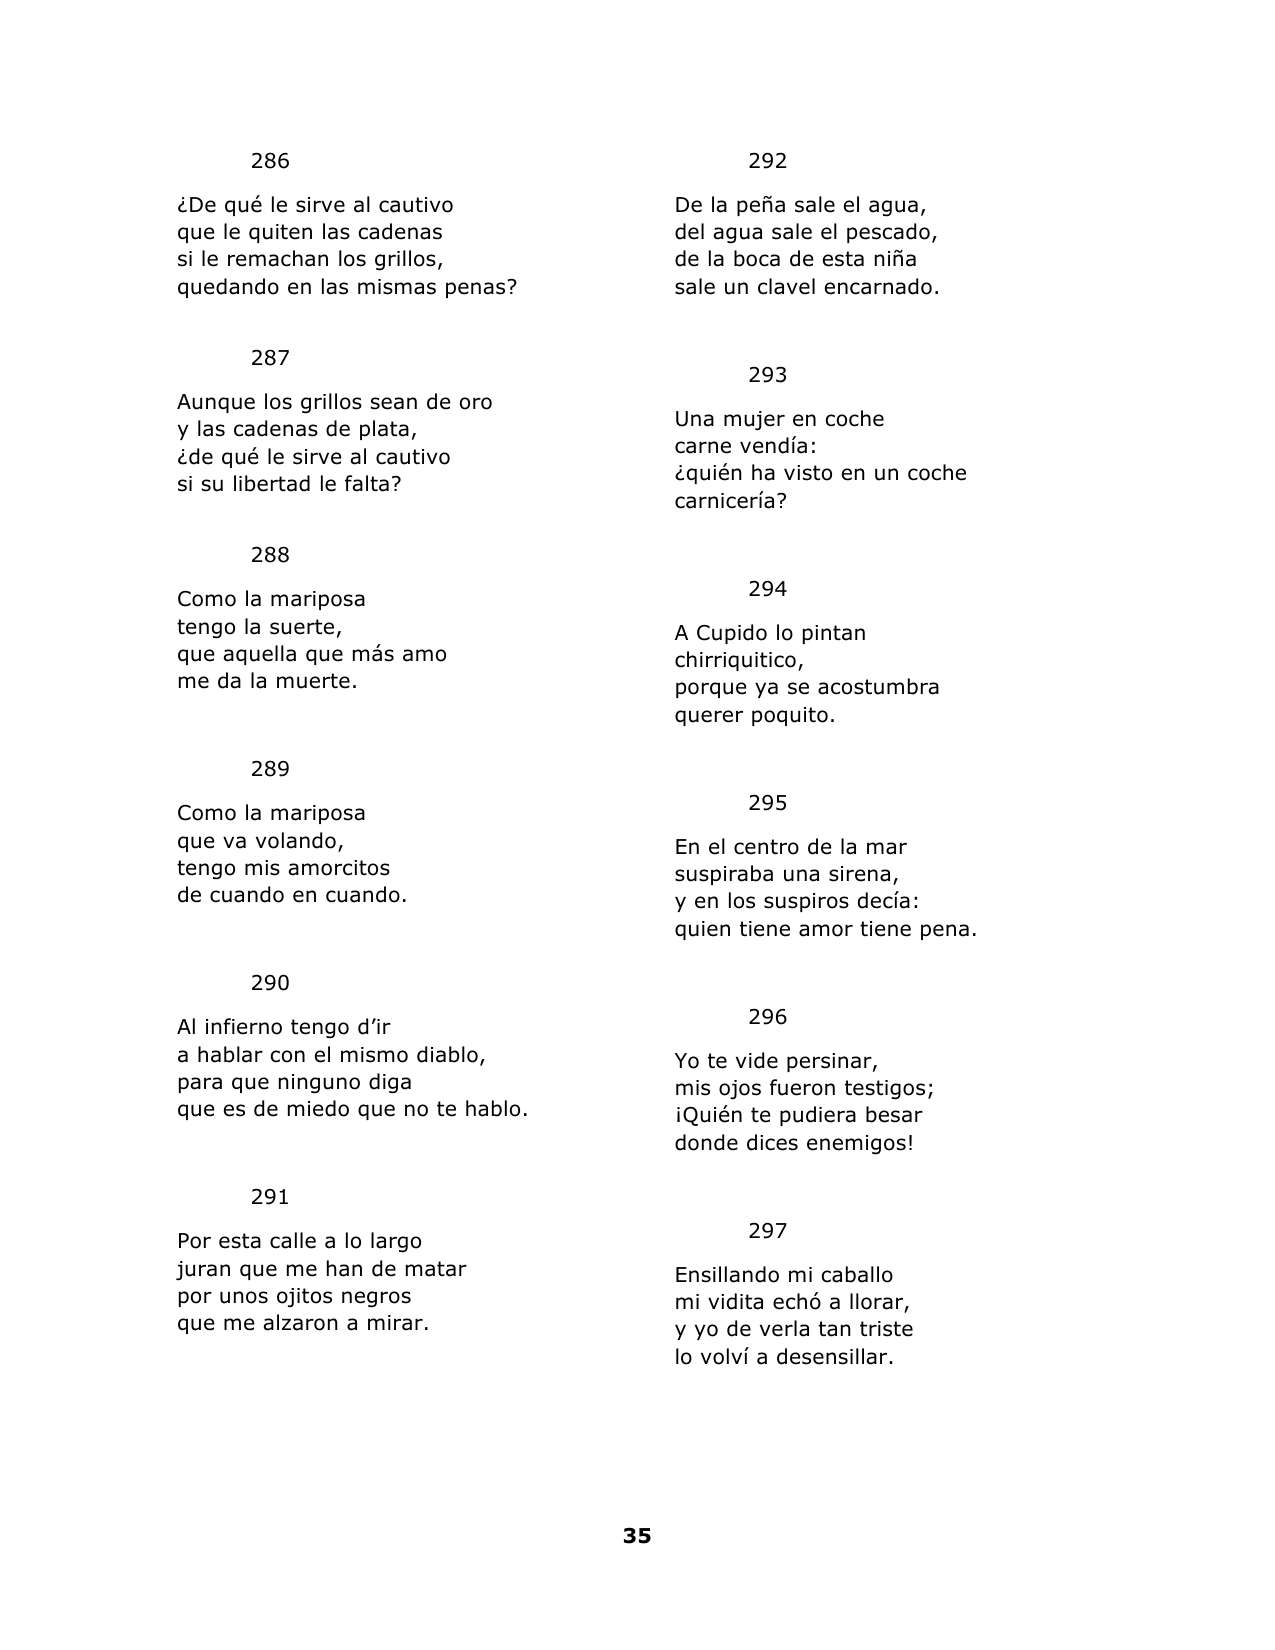 286
¿De qué le sirve al cautivo
que le quiten las cadenas
si le remachan los grillos,
quedando en las mismas penas?
287
Aunque los grillos sean de oro
y las cadenas de plata,
¿de qué le sirve al cautivo
si su libertad le falta?
288
Como la mariposa
tengo la suerte,
que aquella que más amo
me da la muerte.
289
Como la mariposa
que va volando,
tengo mis amorcitos
de cuando en cuando.
290
Al infierno tengo d’ir
a hablar con el mismo diablo,
para que ninguno diga
que es de miedo que no te hablo.
291
Por esta calle a lo largo
juran que me han de matar
por unos ojitos negros
que me alzaron a mirar.
292
De la peña sale el agua,
del agua sale el pescado,
de la boca de esta niña
sale un clavel encarnado.
293
Una mujer en coche
carne vendía:
¿quién ha visto en un coche
carnicería?
294
A Cupido lo pintan
chirriquitico,
porque ya se acostumbra
querer poquito.
295
En el centro de la mar
suspiraba una sirena,
y en los suspiros decía:
quien tiene amor tiene pena.
296
Yo te vide persinar,
mis ojos fueron testigos;
¡Quién te pudiera besar
donde dices enemigos!
297
Ensillando mi caballo
mi vidita echó a llorar,
y yo de verla tan triste
lo volví a desensillar.
35